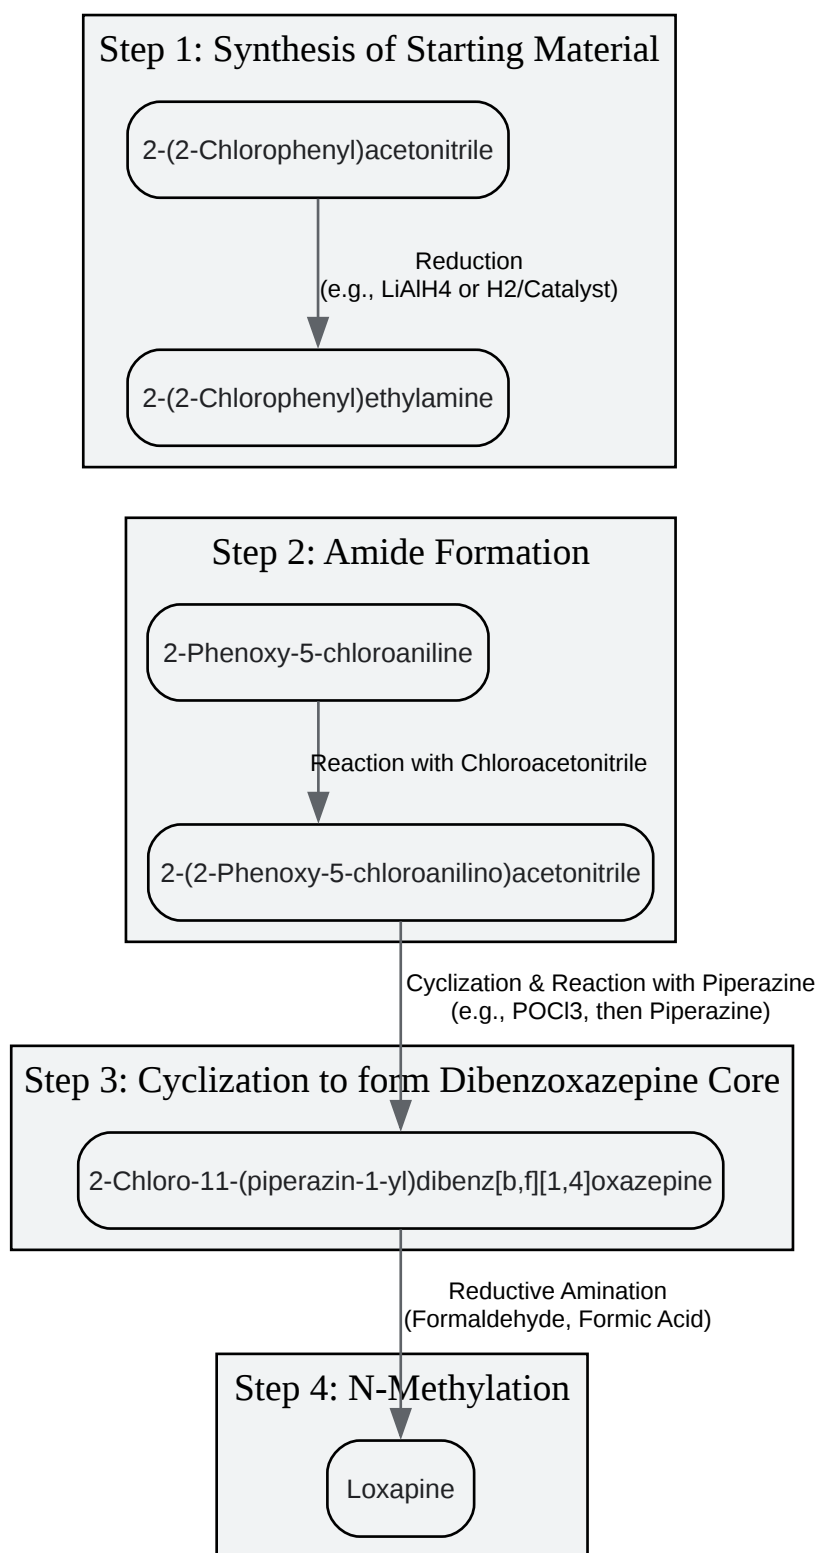 Step 1: Synthesis of Starting Material
2-(2-Chlorophenyl)acetonitrile
Reduction
(e.g., LiAlH4 or H2/Catalyst)
2-(2-Chlorophenyl)ethylamine
Step 2: Amide Formation
2-Phenoxy-5-chloroaniline
Reaction with Chloroacetonitrile
2-(2-Phenoxy-5-chloroanilino)acetonitrile
Cyclization & Reaction with Piperazine
(e.g., POCl3, then Piperazine)
Step 3: Cyclization to form Dibenzoxazepine Core
2-Chloro-11-(piperazin-1-yl)dibenz[b,f][1,4]oxazepine
Reductive Amination
(Formaldehyde, Formic Acid)
Step 4: N-Methylation
Loxapine